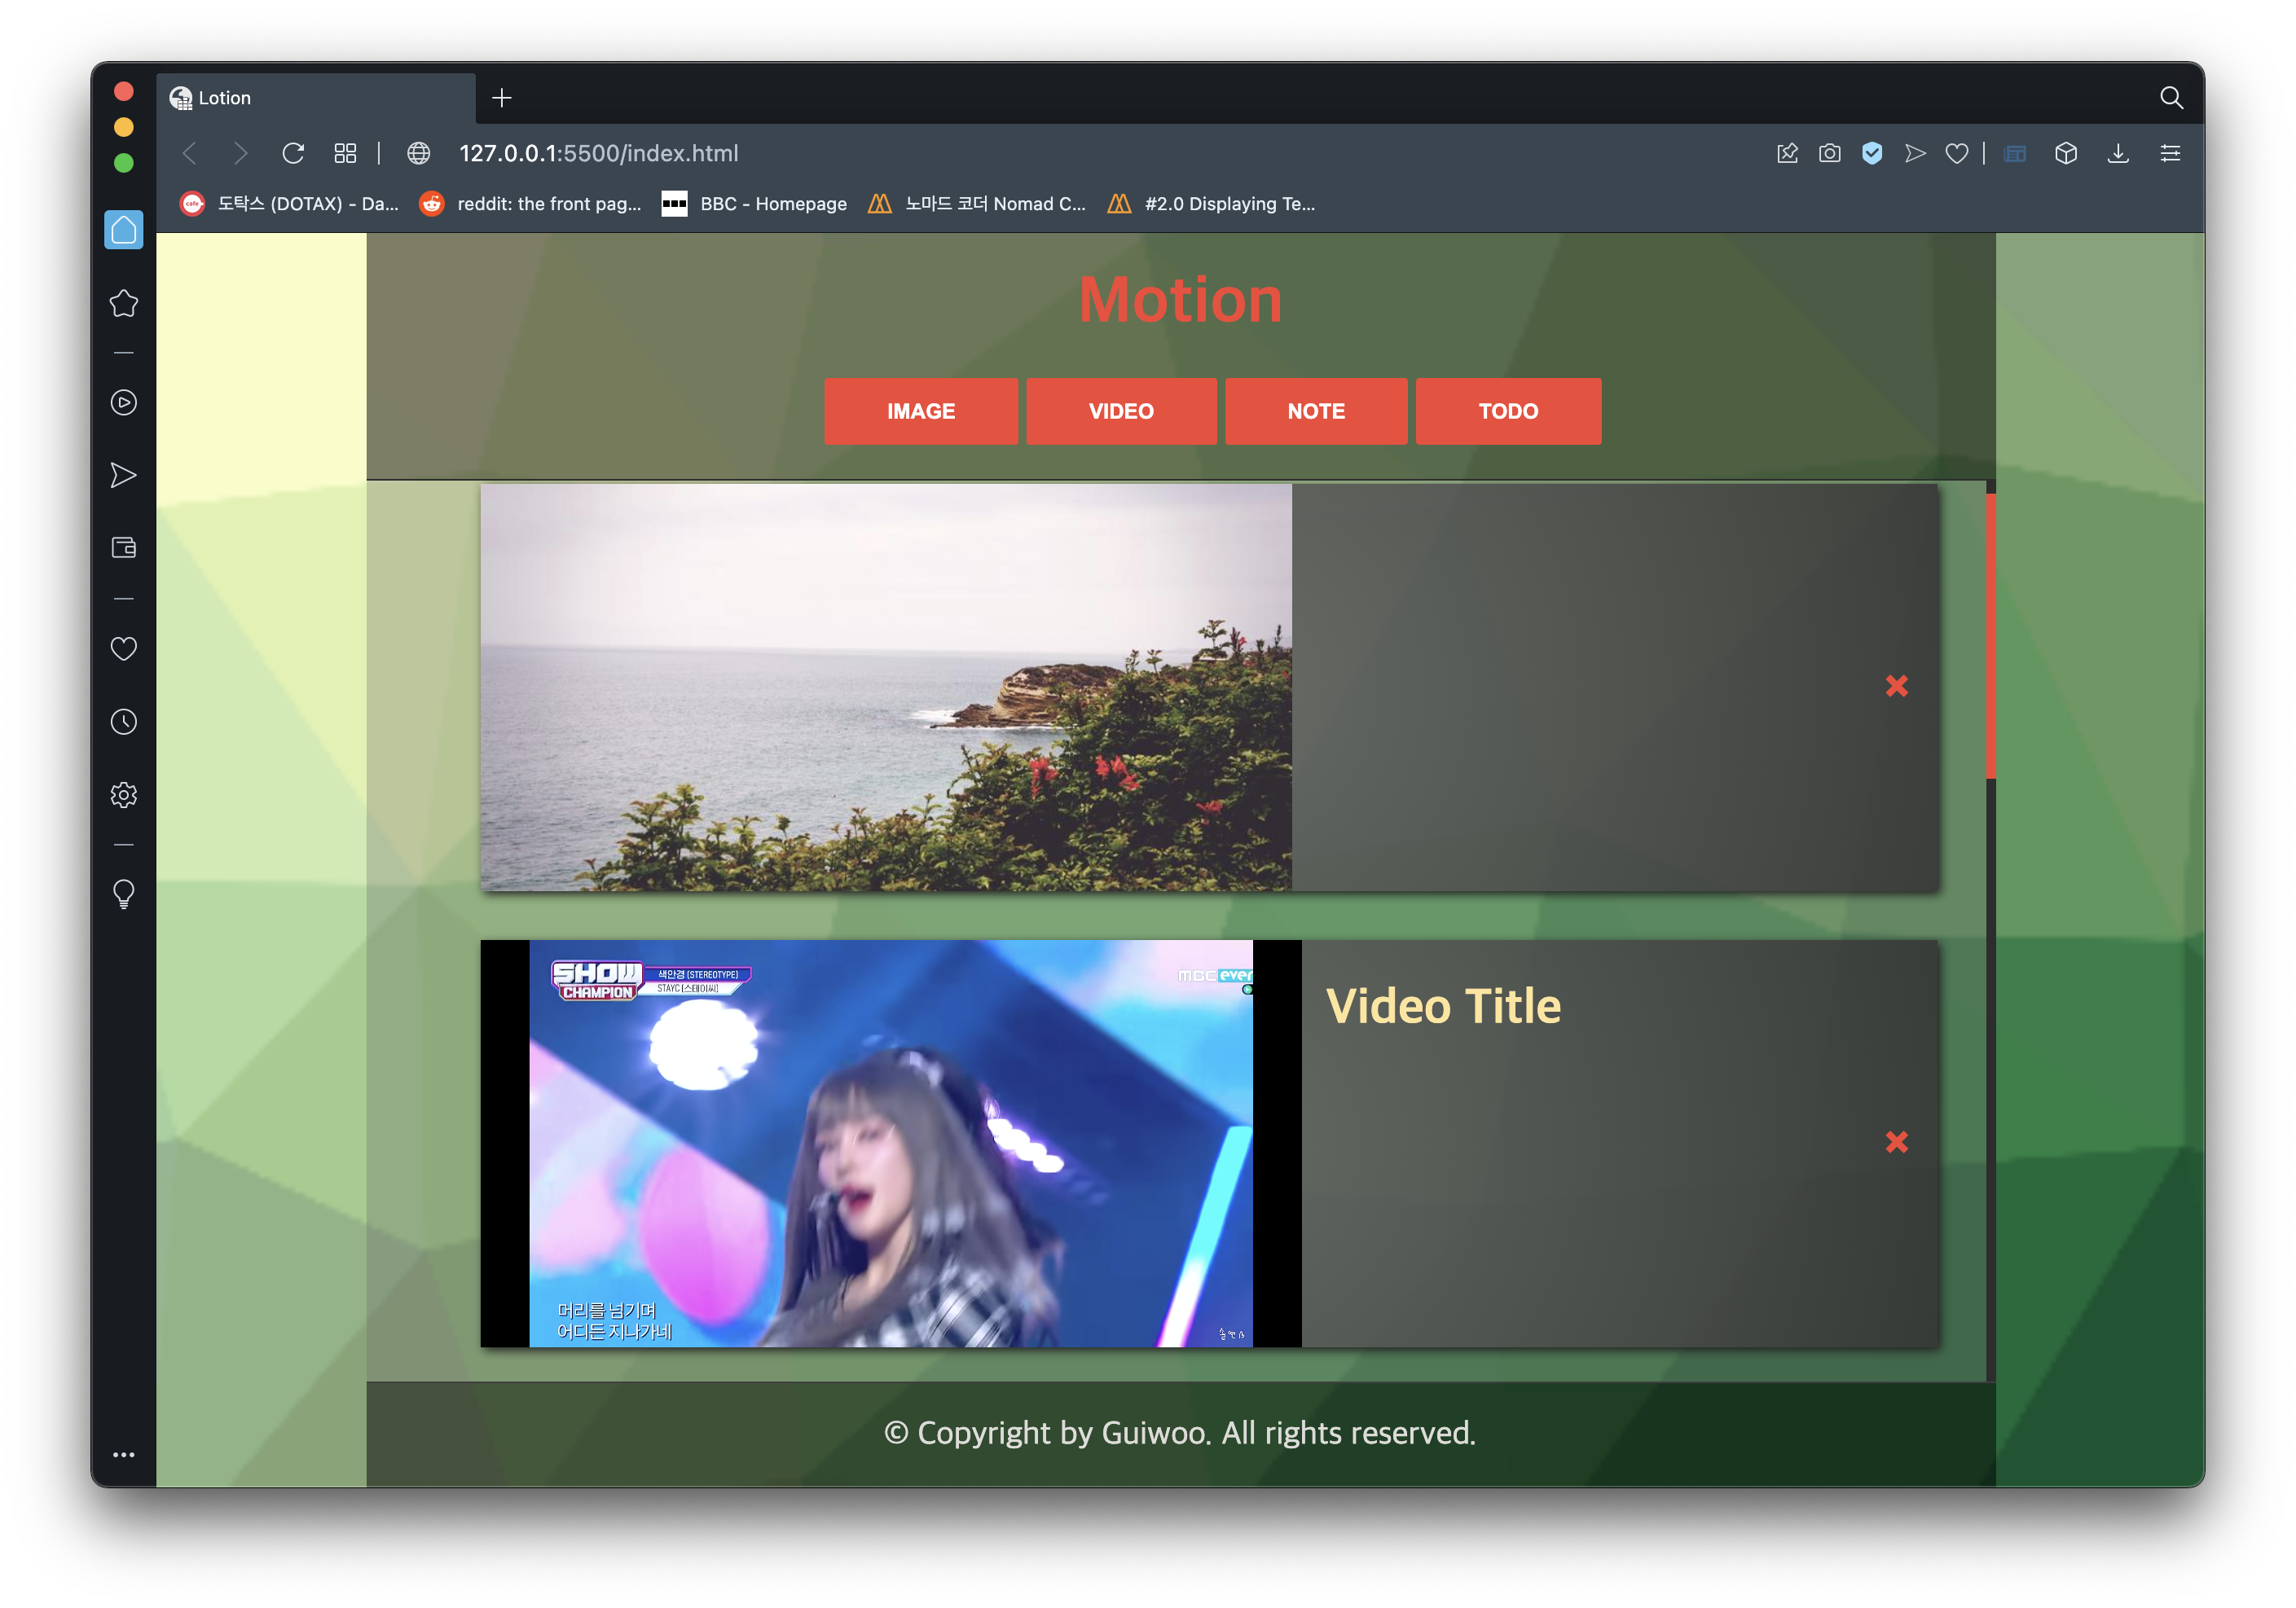 Lotion
127.0.0.1:5500/index.html
도탁스 (DOTAX) - Da...
reddit: the front pag...
BBC - Homepage
노마드 코더 Nomad C...
#2.0 Displaying Te...
Motion
IMAGE
VIDEO
NOTE
TODO
SHOW
CHAMPION
색안경 (STEREOTYPE)
STAYC (스테이씨)
MBC ever
Video Title
머리를 넘기며
어디든 지나가네
© Copyright by Guiwoo. All rights reserved.